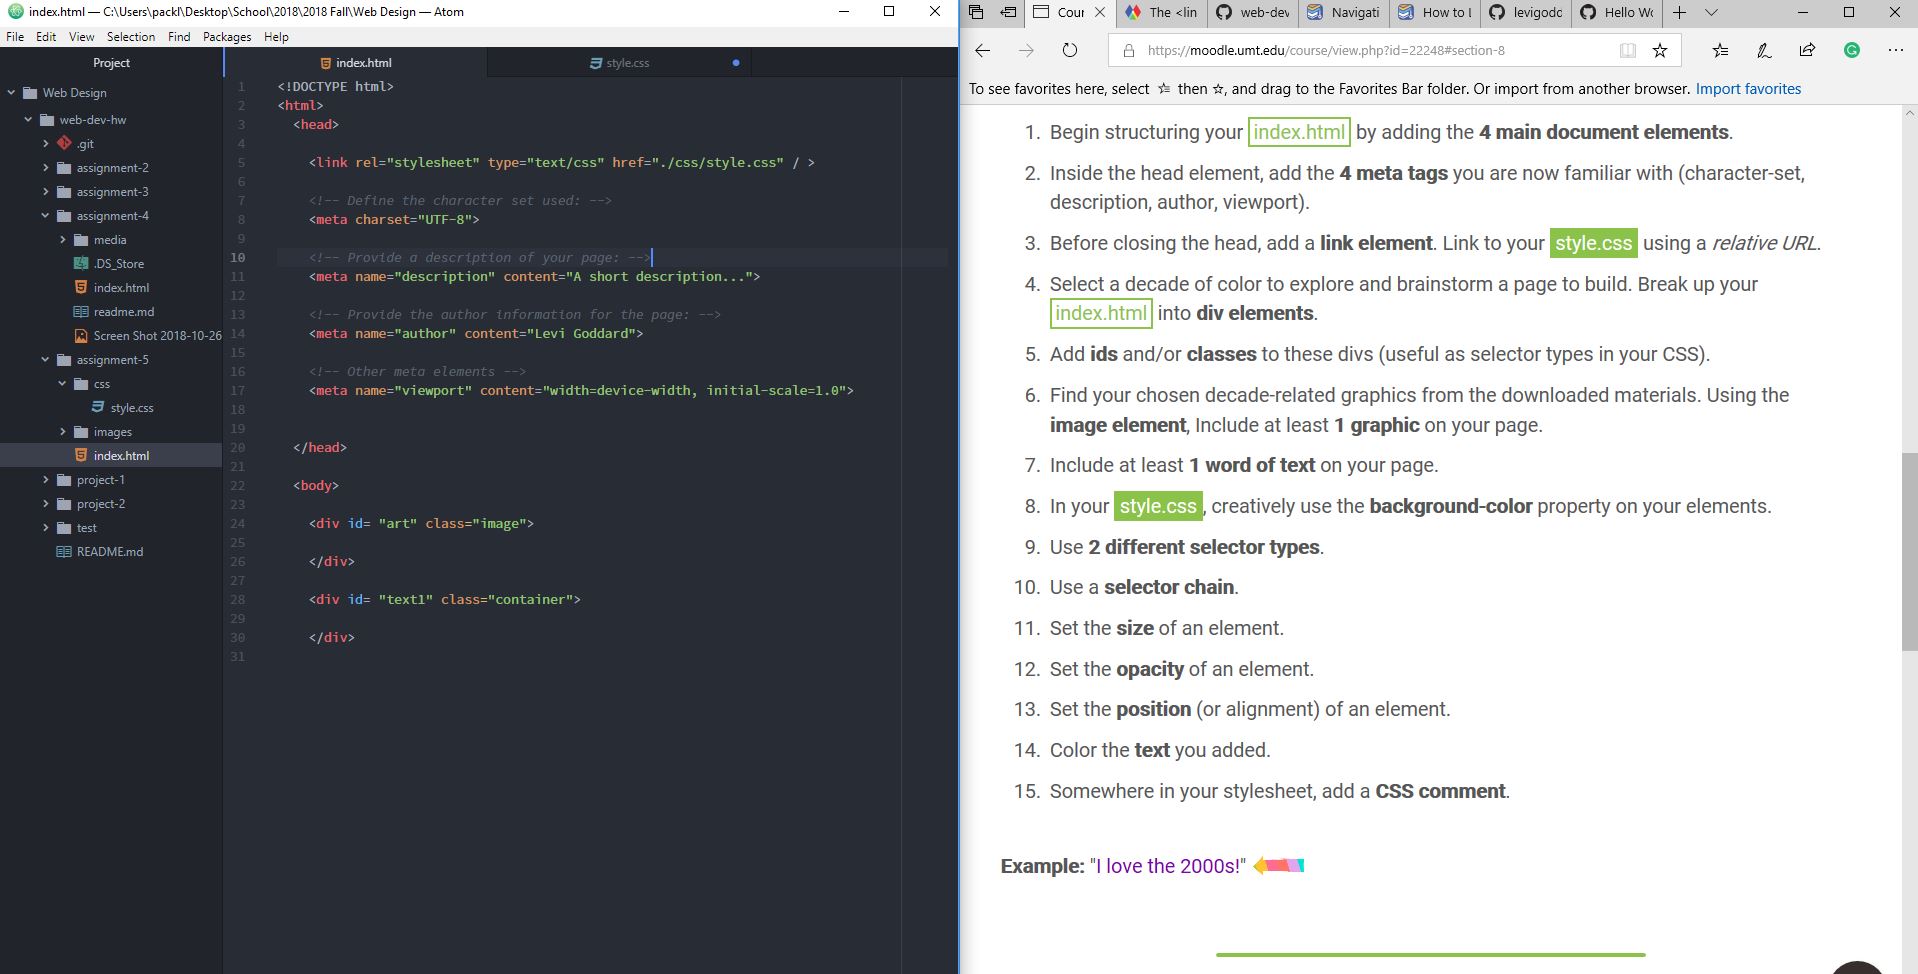 index.html — C:\Users\packl\Desktop\School\2018\2018 Fall\Web Design — Atom
File Edit View Selection Find Packages Help
Project
Web Design
web-dev-hw
.git
assignment-2
assignment-3
assignment-4
media
.DS_Store
index.html
readme.md
Screen Shot 2018-10-26
assignment-5
css
style.css
images
index.html
project-1
project-2
test
README.md
index.html
style.css
1 <!DOCTYPE html>
2 <html>
3 <head>
4
5 <link rel="stylesheet" type="text/css" href="./css/style.css" / >
6
7 <!-- Define the character set used: -->
8 <meta charset="UTF-8">
9
10 <!-- Provide a description of your page: -->
11 <meta name="description" content="A short description...">
12
13 <!-- Provide the author information for the page: -->
14 <meta name="author" content="Levi Goddard">
15
16 <!-- Other meta elements -->
17 <meta name="viewport" content="width=device-width, initial-scale=1.0">
18
19
20 </head>
21
22 <body>
23
24 <div id= "art" class="image">
25
26 </div>
27
28 <div id= "text1" class="container">
29
30 </div>
31
Cour
The <lin
web-dev
Navigati
How to I
levigodd
Hello Wo
https://moodle.umt.edu/course/view.php?id=22248#section-8
To see favorites here, select then ☆, and drag to the Favorites Bar folder. Or import from another browser. Import favorites
1. Begin structuring your index.html by adding the 4 main document elements.
2. Inside the head element, add the 4 meta tags you are now familiar with (character-set,
description, author, viewport).
3. Before closing the head, add a link element. Link to your style.css using a relative URL.
4. Select a decade of color to explore and brainstorm a page to build. Break up your
index.html into div elements.
5. Add ids and/or classes to these divs (useful as selector types in your CSS).
6. Find your chosen decade-related graphics from the downloaded materials. Using the
image element, Include at least 1 graphic on your page.
7. Include at least 1 word of text on your page.
8. In your style.css, creatively use the background-color property on your elements.
9. Use 2 different selector types.
10. Use a selector chain.
11. Set the size of an element.
12. Set the opacity of an element.
13. Set the position (or alignment) of an element.
14. Color the text you added.
15. Somewhere in your stylesheet, add a CSS comment.
Example: "I love the 2000s!"